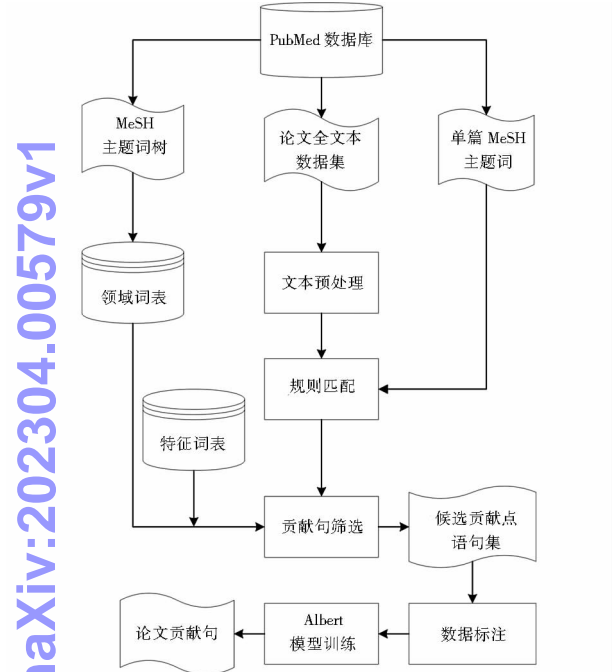 PubMed 数据库
MeSH
主题词树
论文全文本
数据集
单篇 MeSH
主题词
领域词表
文本预处理
规则匹配
特征词表
贡献句筛选
候选贡献点
语句集
论文贡献句
Albert
模型训练
数据标注
naXiv:202304.00579v1